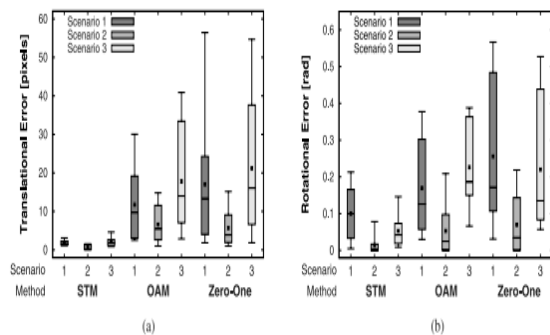 Scenario 1
Scenario 2
Scenario 3
Translational Error [pixels]
60
50
40
30
20
10
0
Scenario 1 2 3 1 2 3 1 2 3
Method STM OAM Zero-One
(a)
Scenario 1
Scenario 2
Scenario 3
Rotational Error [rad]
0.6
0.5
0.4
0.3
0.2
0.1
0
Scenario 1 2 3 1 2 3 1 2 3
Method STM OAM Zero-One
(b)